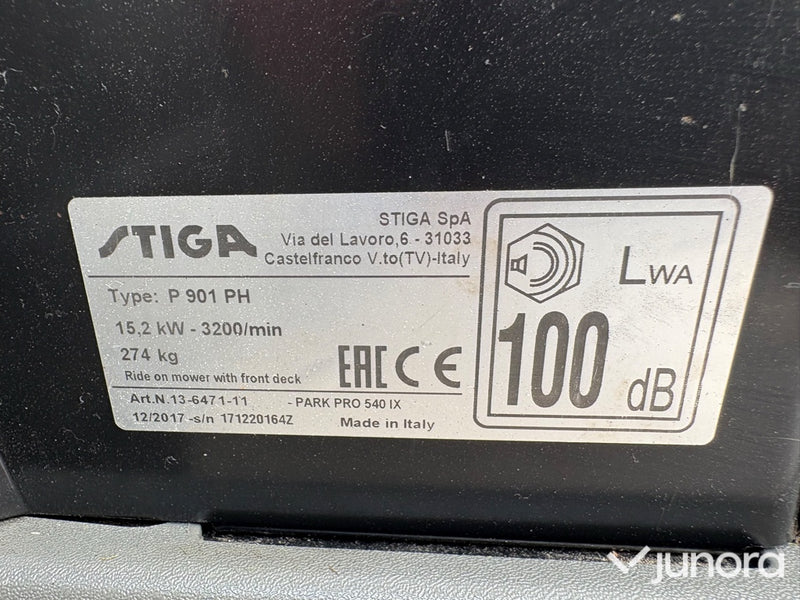 STIGA
STIGA SpA
Via del Lavoro,6 - 31033
Castelfranco V.to(TV)-Italy
Type: P 901 PH
15,2 kW - 3200/min
274 kg
Ride on mower with front deck
EAC CE
Art.N.13-6471-11 - PARK PRO 540 IX
12/2017 -s/n 171220164Z Made in Italy
LWA
100 dB
junora